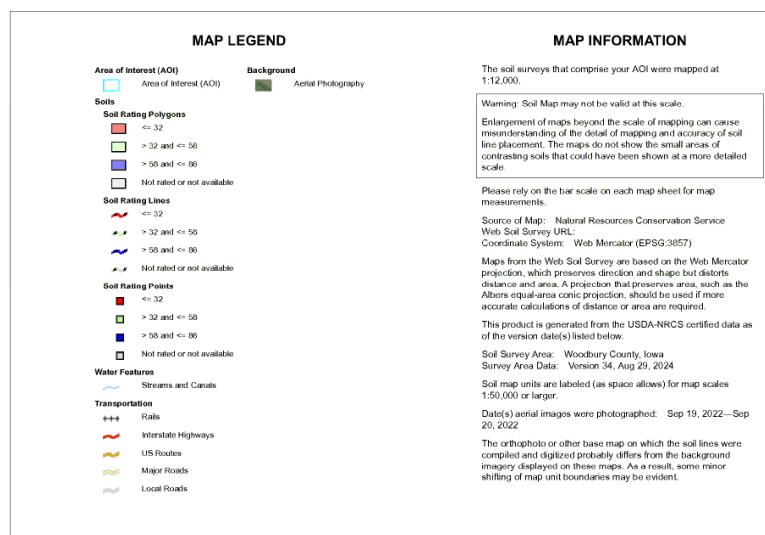 MAP LEGEND
Area of Interest (AOI)
Area of Interest (AOI)
Soils
Soil Rating Polygons
<= 32
> 32 and <= 58
> 58 and <= 86
Not rated or not available
Soil Rating Lines
<= 32
> 32 and <= 58
> 58 and <= 86
Not rated or not available
Soil Rating Points
<= 32
> 32 and <= 58
> 58 and <= 86
Not rated or not available
Water Features
Streams and Canals
Transportation
Rails
Interstate Highways
US Routes
Major Roads
Local Roads
Background
Aerial Photography
MAP INFORMATION
The soil surveys that comprise your AOI were mapped at
1:12,000.
Warning: Soil Map may not be valid at this scale.
Enlargement of maps beyond the scale of mapping can cause
misunderstanding of the detail of mapping and accuracy of soil
line placement. The maps do not show the small areas of
contrasting soils that could have been shown at a more detailed
scale.
Please rely on the bar scale on each map sheet for map
measurements.
Source of Map: Natural Resources Conservation Service
Web Soil Survey URL:
Coordinate System: Web Mercator (EPSG:3857)
Maps from the Web Soil Survey are based on the Web Mercator
projection, which preserves direction and shape but distorts
distance and area. A projection that preserves area, such as the
Albers equal-area conic projection, should be used if more
accurate calculations of distance or area are required.
This product is generated from the USDA-NRCS certified data as
of the version date(s) listed below.
Soil Survey Area: Woodbury County, Iowa
Survey Area Data: Version 34, Aug 29, 2024
Soil map units are labeled (as space allows) for map scales
1:50,000 or larger.
Date(s) aerial images were photographed: Sep 19, 2022—Sep
20, 2022
The orthophoto or other base map on which the soil lines were
compiled and digitized probably differs from the background
imagery displayed on these maps. As a result, some minor
shifting of map unit boundaries may be evident.